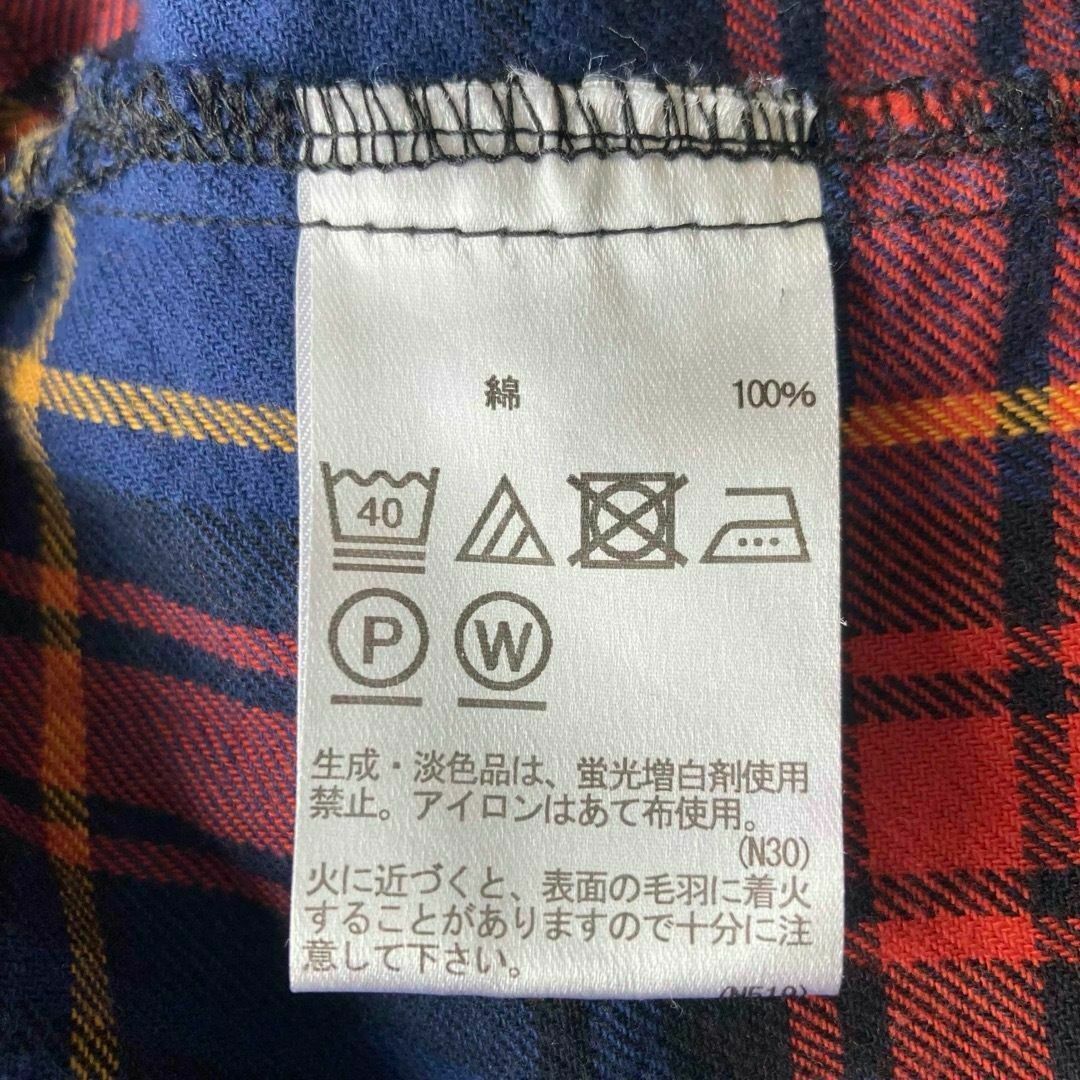 綿 100%
40
P W
生成・淡色品は、蛍光増白剤使用
禁止。アイロンはあて布使用。
(N30)
火に近づくと、表面の毛羽に着火
することがありますので十分に注
意して下さい。